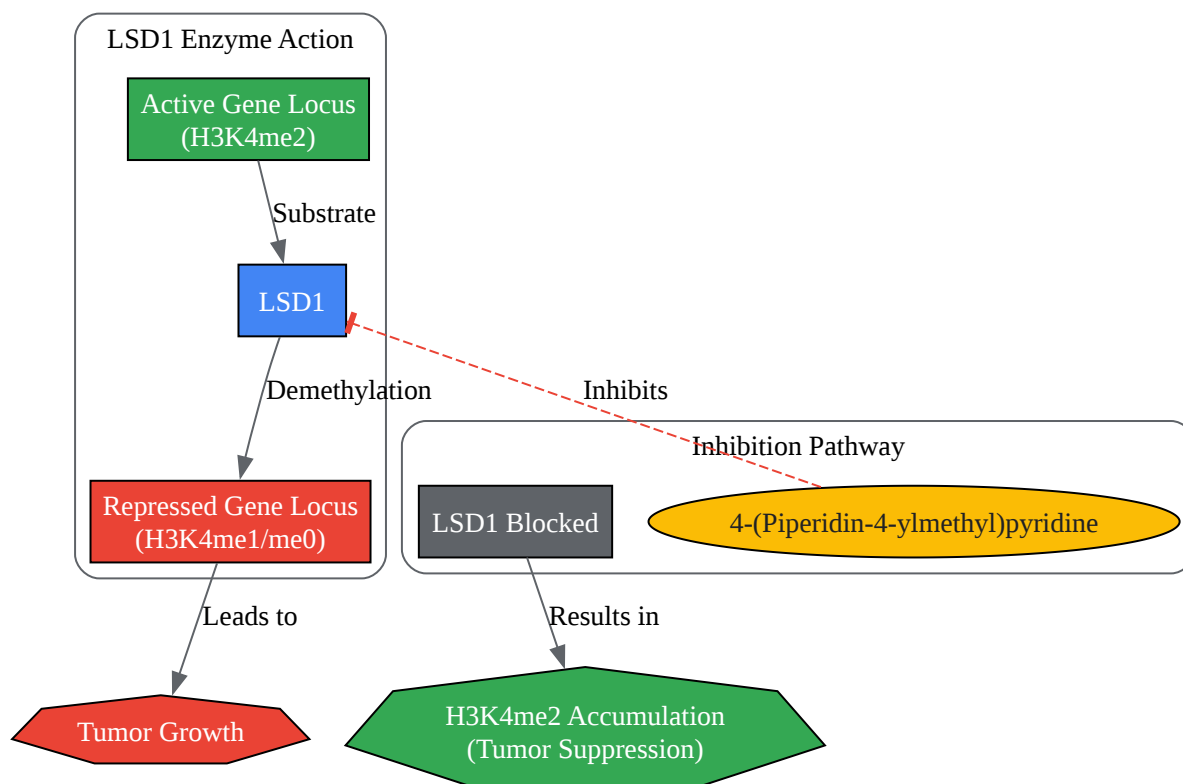 LSD1 Enzyme Action
Active Gene Locus
(H3K4me2)
Substrate
LSD1
Demethylation
Inhibits
Inhibition Pathway
Repressed Gene Locus
(H3K4me1/me0)
LSD1 Blocked
4-(Piperidin-4-ylmethyl)pyridine
Leads to
Results in
Tumor Growth
H3K4me2 Accumulation
(Tumor Suppression)